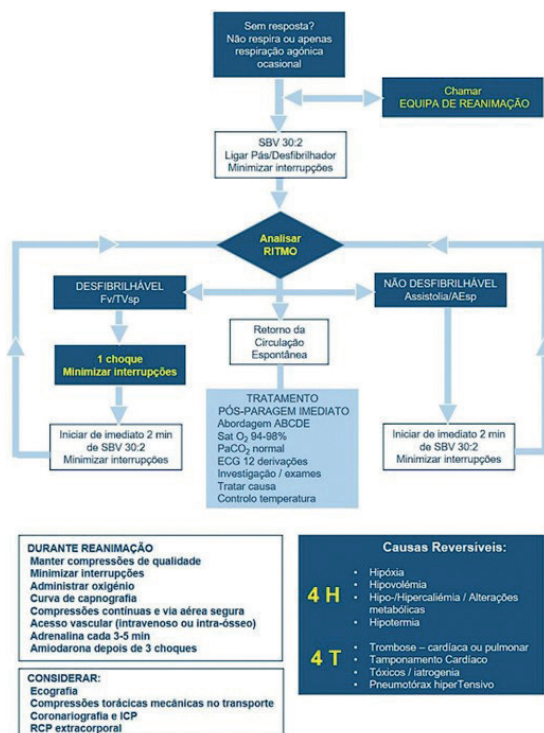 Sem resposta?
Não respira ou apenas
respiração agónica
ocasional
Chamar
EQUIPA DE REANIMAÇÃO
SBV 30:2
Ligar Pás/Desfibrilhador
Minimizar interrupções
Analisar
RITMO
DESFIBRILHÁVEL
Fv/TVsp
NÃO DESFIBRILHÁVEL
Assistolia/AEsp
1 choque
Minimizar interrupções
Retorno da
Circulação
Espontânea
Iniciar de imediato 2 min
de SBV 30:2
Minimizar interrupções
TRATAMENTO
PÓS-PARAGEM IMEDIATO
Abordagem ABCDE
Sat O₂ 94-98%
PaCO₂ normal
ECG 12 derivações
Investigação / exames
Tratar causa
Controlo temperatura
Iniciar de imediato 2 min
de SBV 30:2
Minimizar interrupções
DURANTE REANIMAÇÃO
Manter compressões de qualidade
Minimizar interrupções
Administrar oxigénio
Curva de capnografia
Compressões contínuas e via aérea segura
Acesso vascular (intravenoso ou intra-ósseo)
Adrenalina cada 3-5 min
Amiodarona depois de 3 choques
CONSIDERAR:
Ecografia
Compressões torácicas mecânicas no transporte
Coronariografia e ICP
RCP extracorporal
Causas Reversiveis:
4 H
• Hipóxia
• Hipovolémia
• Hipo-/Hipercaliémia / Alterações
metabólicas
• Hipotermia
4 T
• Trombose – cardíaca ou pulmonar
• Tamponamento Cardíaco
• Tóxicos / iatrogenia
• Pneumotórax hiperTensivo